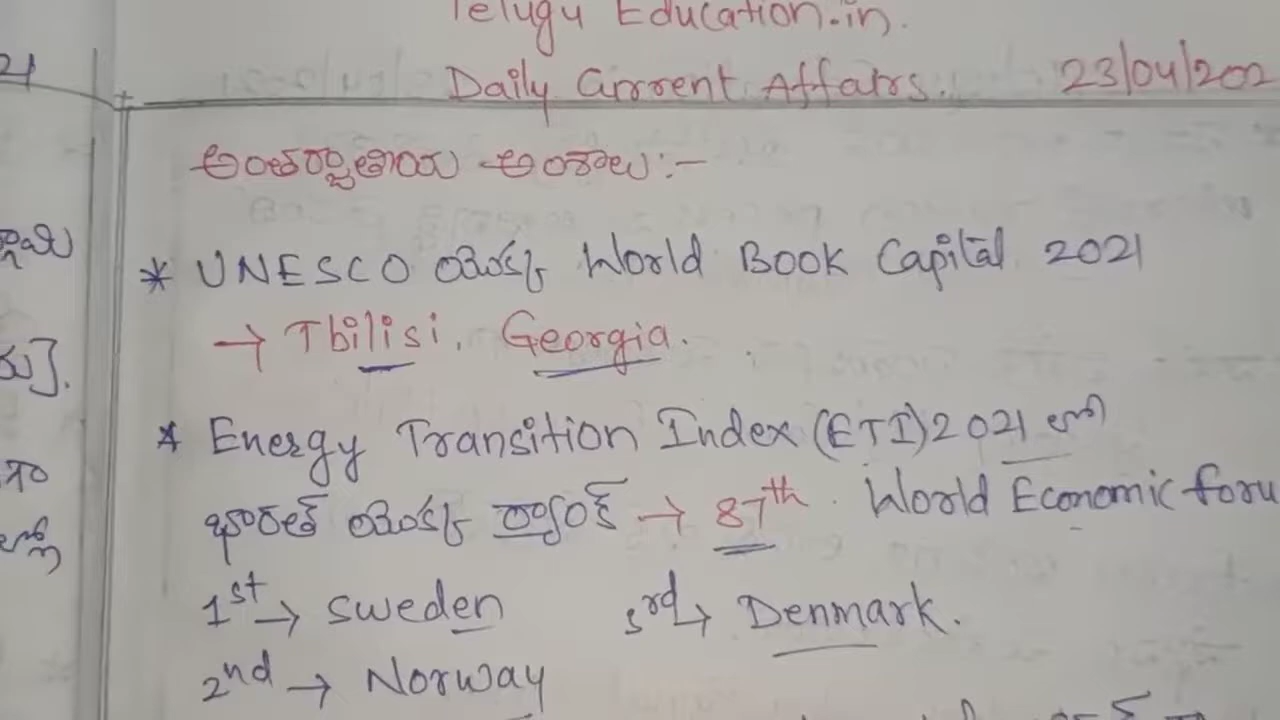 Telugu Education.in.
Daily Current Affairs. 23/04/202
21
అంతర్జాతీయ అంశాలు:-
* UNESCO యొక్క World Book Capital 2021
→ Tbilisi, Georgia.
* Energy Transition Index (ETI) 2021 లో
భారత్ యొక్క ర్యాంక్ → 87th. World Economic foru
1st → Sweden 3rd → Denmark.
2nd → Norway